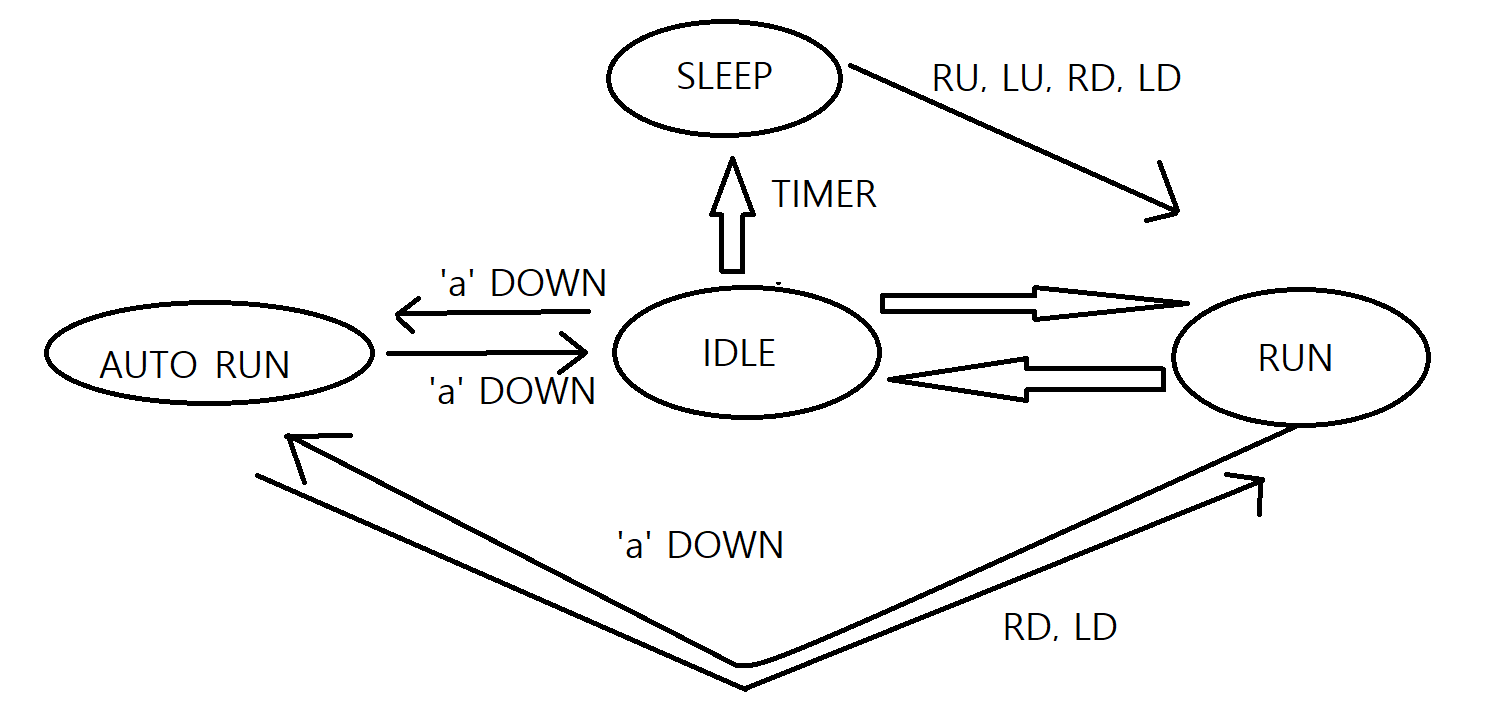 SLEEP
RU, LU, RD, LD
TIMER
'a' DOWN
AUTO RUN
'a' DOWN
IDLE
RUN
'a' DOWN
RD, LD